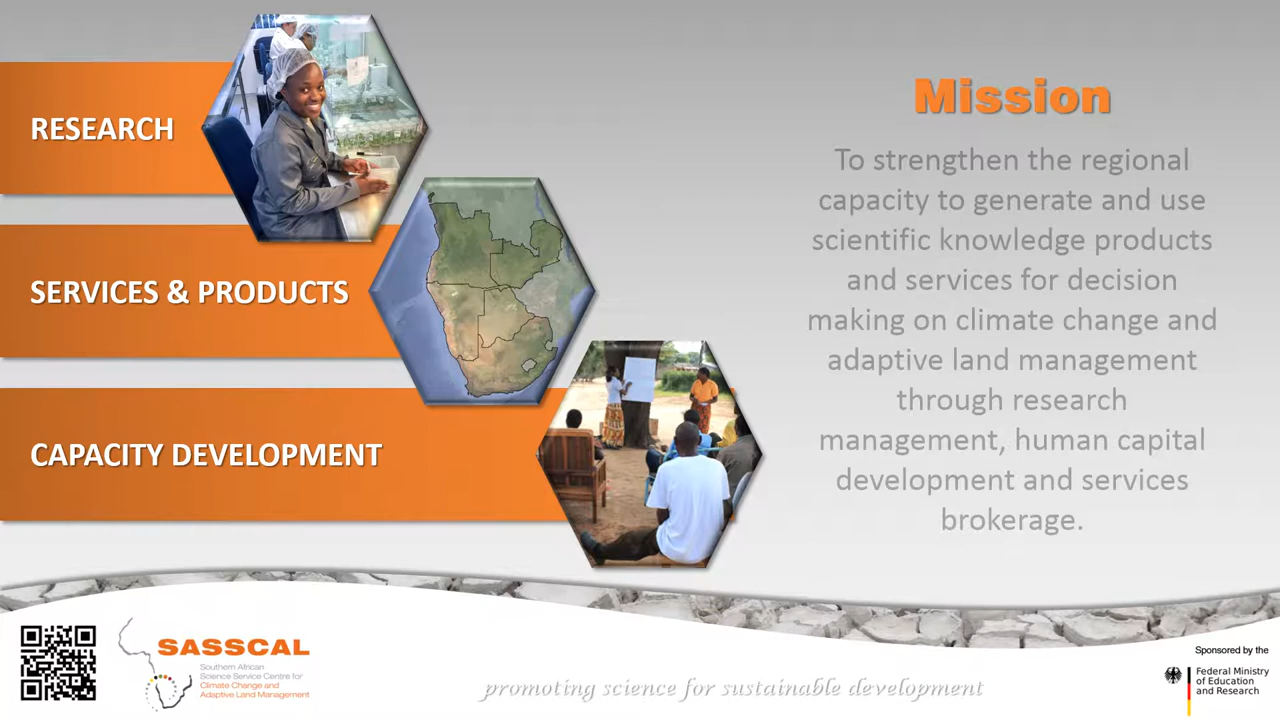 RESEARCH
SERVICES & PRODUCTS
CAPACITY DEVELOPMENT
Mission
To strengthen the regional
capacity to generate and use
scientific knowledge products
and services for decision
making on climate change and
adaptive land management
through research
management, human capital
development and services
brokerage.
SASSCAL
Southern African
Science Service Centre for
Climate Change and
Adaptive Land Management
promoting science for sustainable development
Sponsored by the
Federal Ministry
of Education
and Research